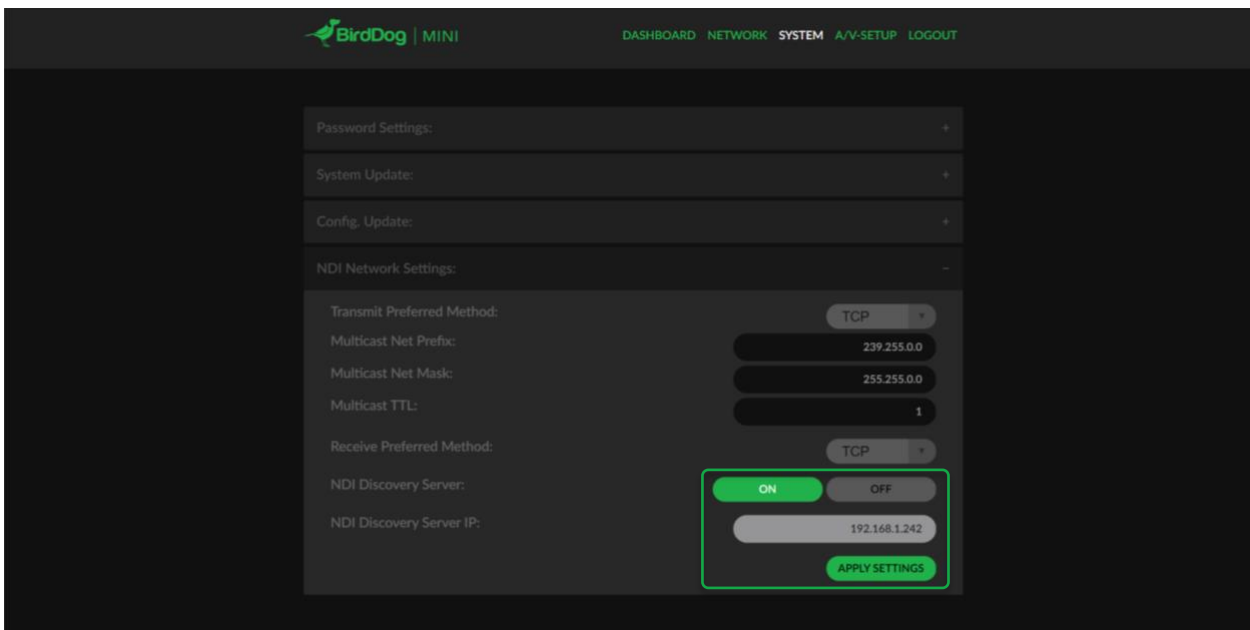 BirdDog | MINI
DASHBOARD NETWORK SYSTEM A/V-SETUP LOGOUT
Password Settings: +
System Update: +
Config. Update: +
NDI Network Settings: –
Transmit Preferred Method: TCP
Multicast Net Prefix: 239.255.0.0
Multicast Net Mask: 255.255.0.0
Multicast TTL: 1
Receive Preferred Method: TCP
NDI Discovery Server: ON OFF
NDI Discovery Server IP: 192.168.1.242
APPLY SETTINGS